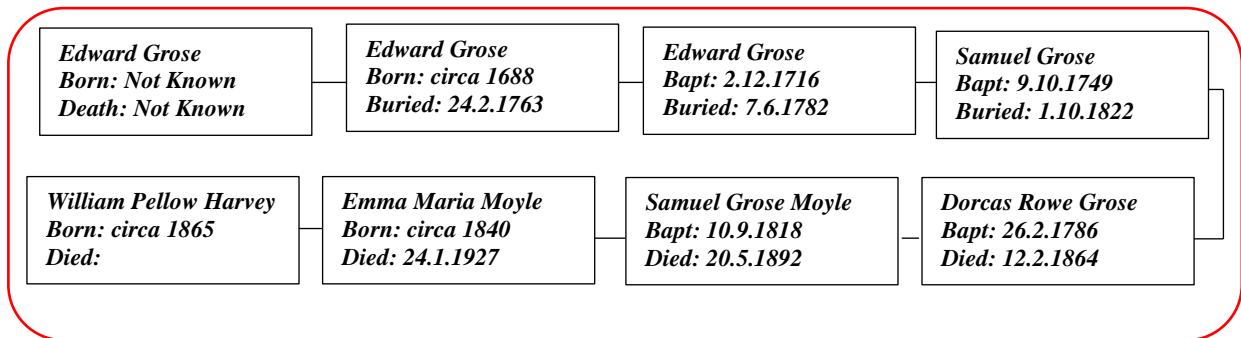 Edward Grose
Born: Not Known
Death: Not Known
Edward Grose
Born: circa 1688
Buried: 24.2.1763
Edward Grose
Bapt: 2.12.1716
Buried: 7.6.1782
Samuel Grose
Bapt: 9.10.1749
Buried: 1.10.1822
William Pellow Harvey
Born: circa 1865
Died:
Emma Maria Moyle
Born: circa 1840
Died: 24.1.1927
Samuel Grose Moyle
Bapt: 10.9.1818
Died: 20.5.1892
Dorcas Rowe Grose
Bapt: 26.2.1786
Died: 12.2.1864